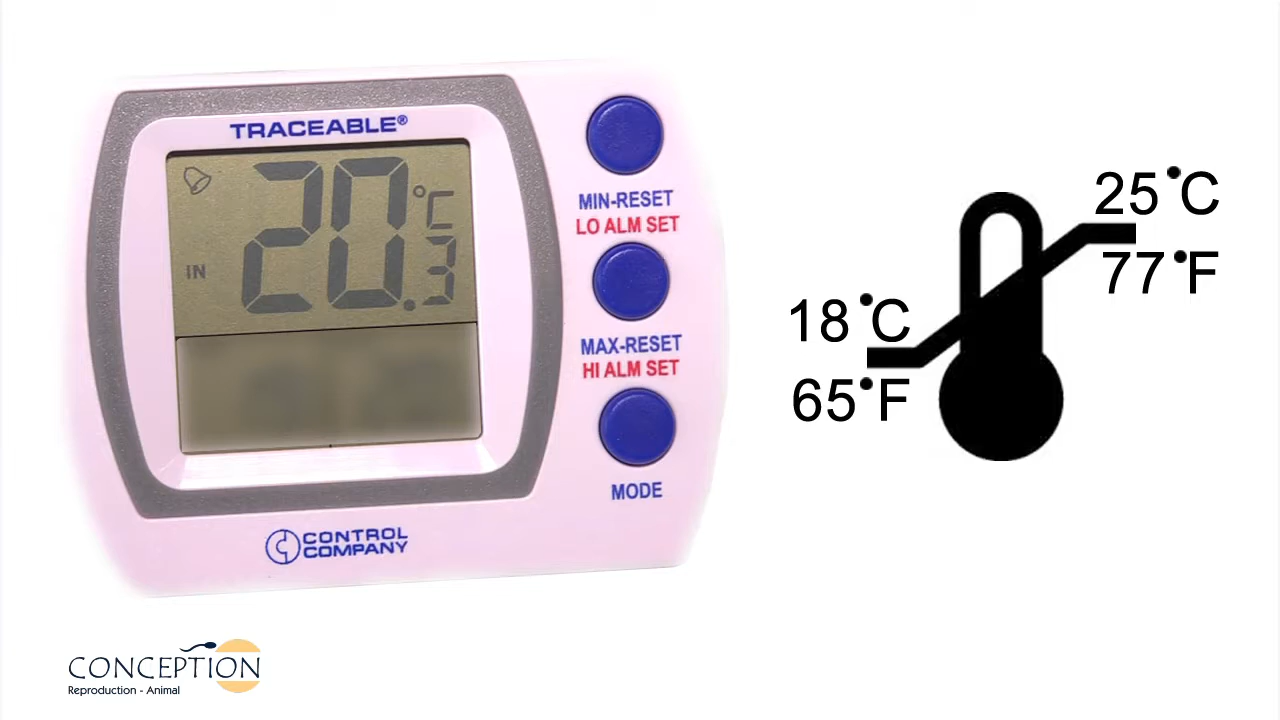 TRACEABLE®
20.3 °C
IN
MIN-RESET
LO ALM SET
MAX-RESET
HI ALM SET
MODE
CONTROL
COMPANY
25°C
77°F
18°C
65°F
CONCEPTION
Reproduction - Animal